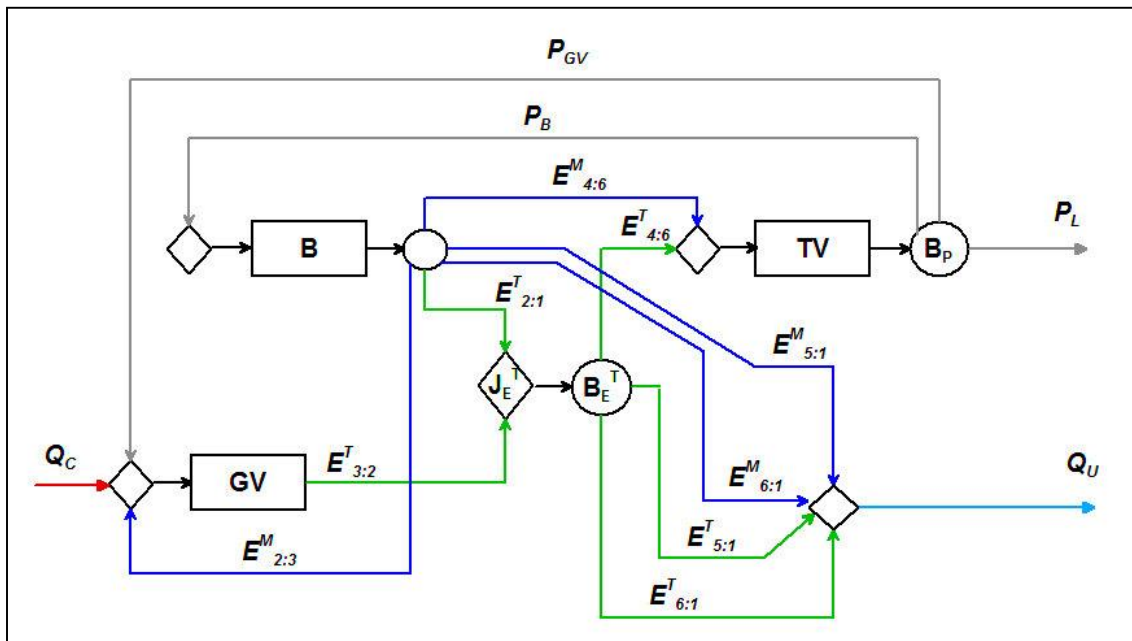 P_GV
P_B
E^M_4:6
E^T_4:6
P_L
B
TV
B_P
E^T_2:1
E^M_5:1
J_E^T
B_E^T
Q_C
GV
E^T_3:2
E^M_6:1
Q_U
E^M_2:3
E^T_5:1
E^T_6:1